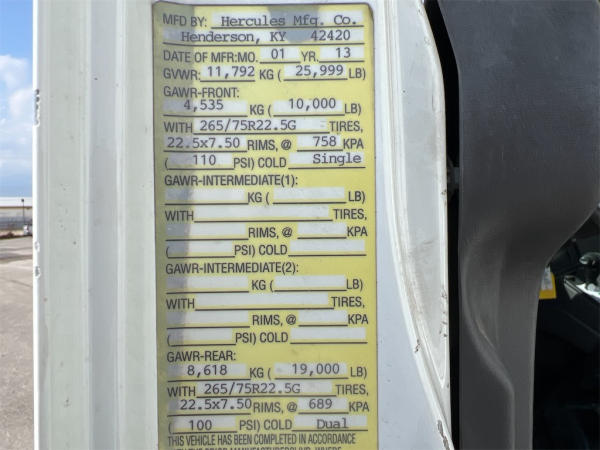 MFD BY: Hercules Mfg. Co.
Henderson, KY 42420
DATE OF MFR: MO. 01 YR. 13
GVWR: 11,792 KG ( 25,999 LB)
GAWR-FRONT:
4,535 KG ( 10,000 LB)
WITH 265/75R22.5G TIRES,
22.5x7.50 RIMS, @ 758 KPA
( 110 PSI) COLD Single
GAWR-INTERMEDIATE(1):
KG ( LB)
WITH TIRES,
RIMS, @ KPA
( PSI) COLD
GAWR-INTERMEDIATE(2):
KG ( LB)
WITH TIRES,
RIMS, @ KPA
( PSI) COLD
GAWR-REAR:
8,618 KG ( 19,000 LB)
WITH 265/75R22.5G TIRES,
22.5x7.50 RIMS, @ 689 KPA
( 100 PSI) COLD Dual
THIS VEHICLE HAS BEEN COMPLETED IN ACCORDANCE